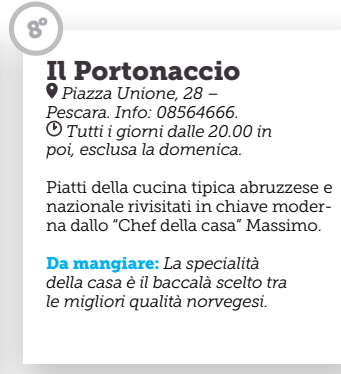 8°
Il Portonaccio
Piazza Unione, 28 –
Pescara. Info: 08564666.
Tutti i giorni dalle 20.00 in
poi, esclusa la domenica.
Piatti della cucina tipica abruzzese e
nazionale rivisitati in chiave moder-
na dallo “Chef della casa” Massimo.
Da mangiare: La specialità
della casa è il baccalà scelto tra
le migliori qualità norvegesi.